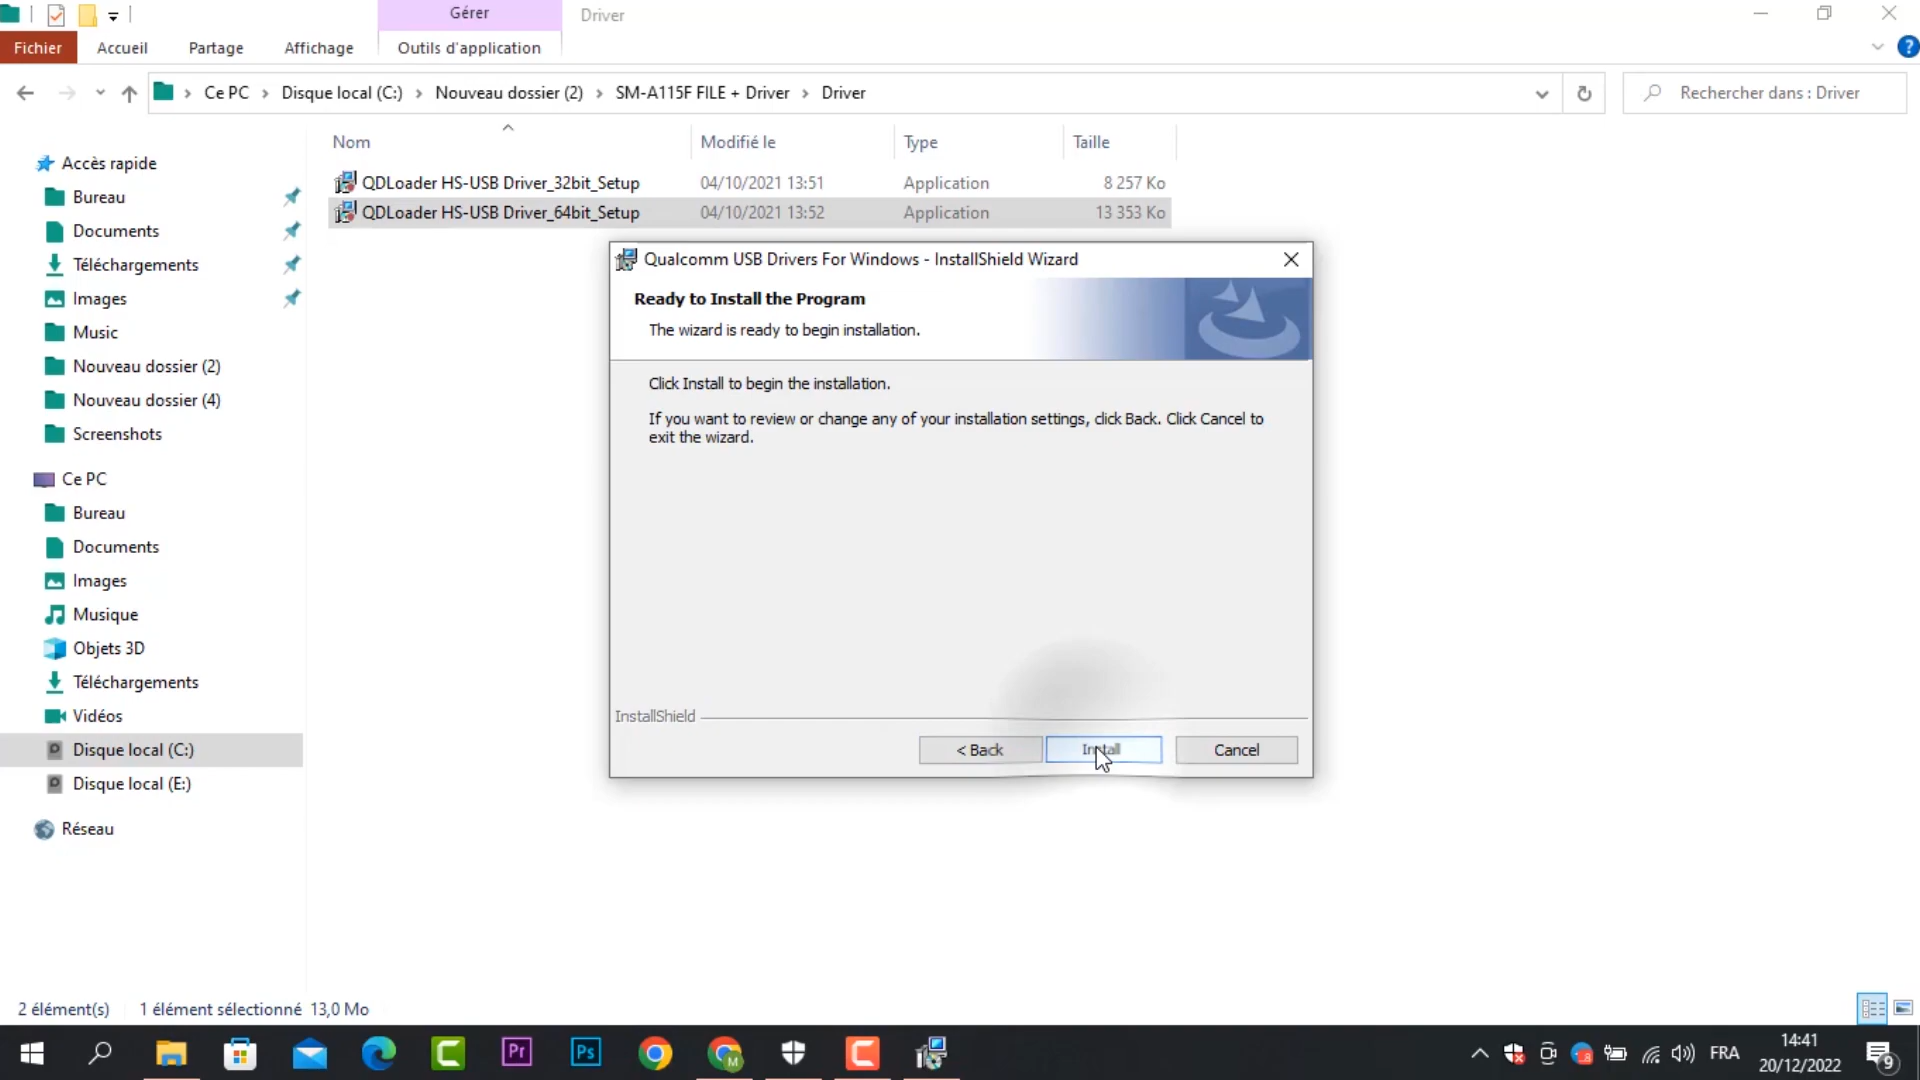 Gérer
Driver
Fichier
Accueil
Partage
Affichage
Outils d'application
?
Ce PC > Disque local (C:) > Nouveau dossier (2) > SM-A115F FILE + Driver > Driver
Rechercher dans : Driver
Nom
Modifié le
Type
Taille
QDLoader HS-USB Driver_32bit_Setup 04/10/2021 13:51 Application 8 257 Ko
QDLoader HS-USB Driver_64bit_Setup 04/10/2021 13:52 Application 13 353 Ko
Accès rapide
Bureau
Documents
Téléchargements
Images
Music
Nouveau dossier (2)
Nouveau dossier (4)
Screenshots
Ce PC
Bureau
Documents
Images
Musique
Objets 3D
Téléchargements
Vidéos
Disque local (C:)
Disque local (E:)
Réseau
Qualcomm USB Drivers For Windows - InstallShield Wizard
Ready to Install the Program
The wizard is ready to begin installation.
Click Install to begin the installation.
If you want to review or change any of your installation settings, click Back. Click Cancel to
exit the wizard.
InstallShield
< Back
Install
Cancel
2 élément(s)
1 élément sélectionné 13,0 Mo
Pr
Ps
M
FRA
14:41
20/12/2022
9